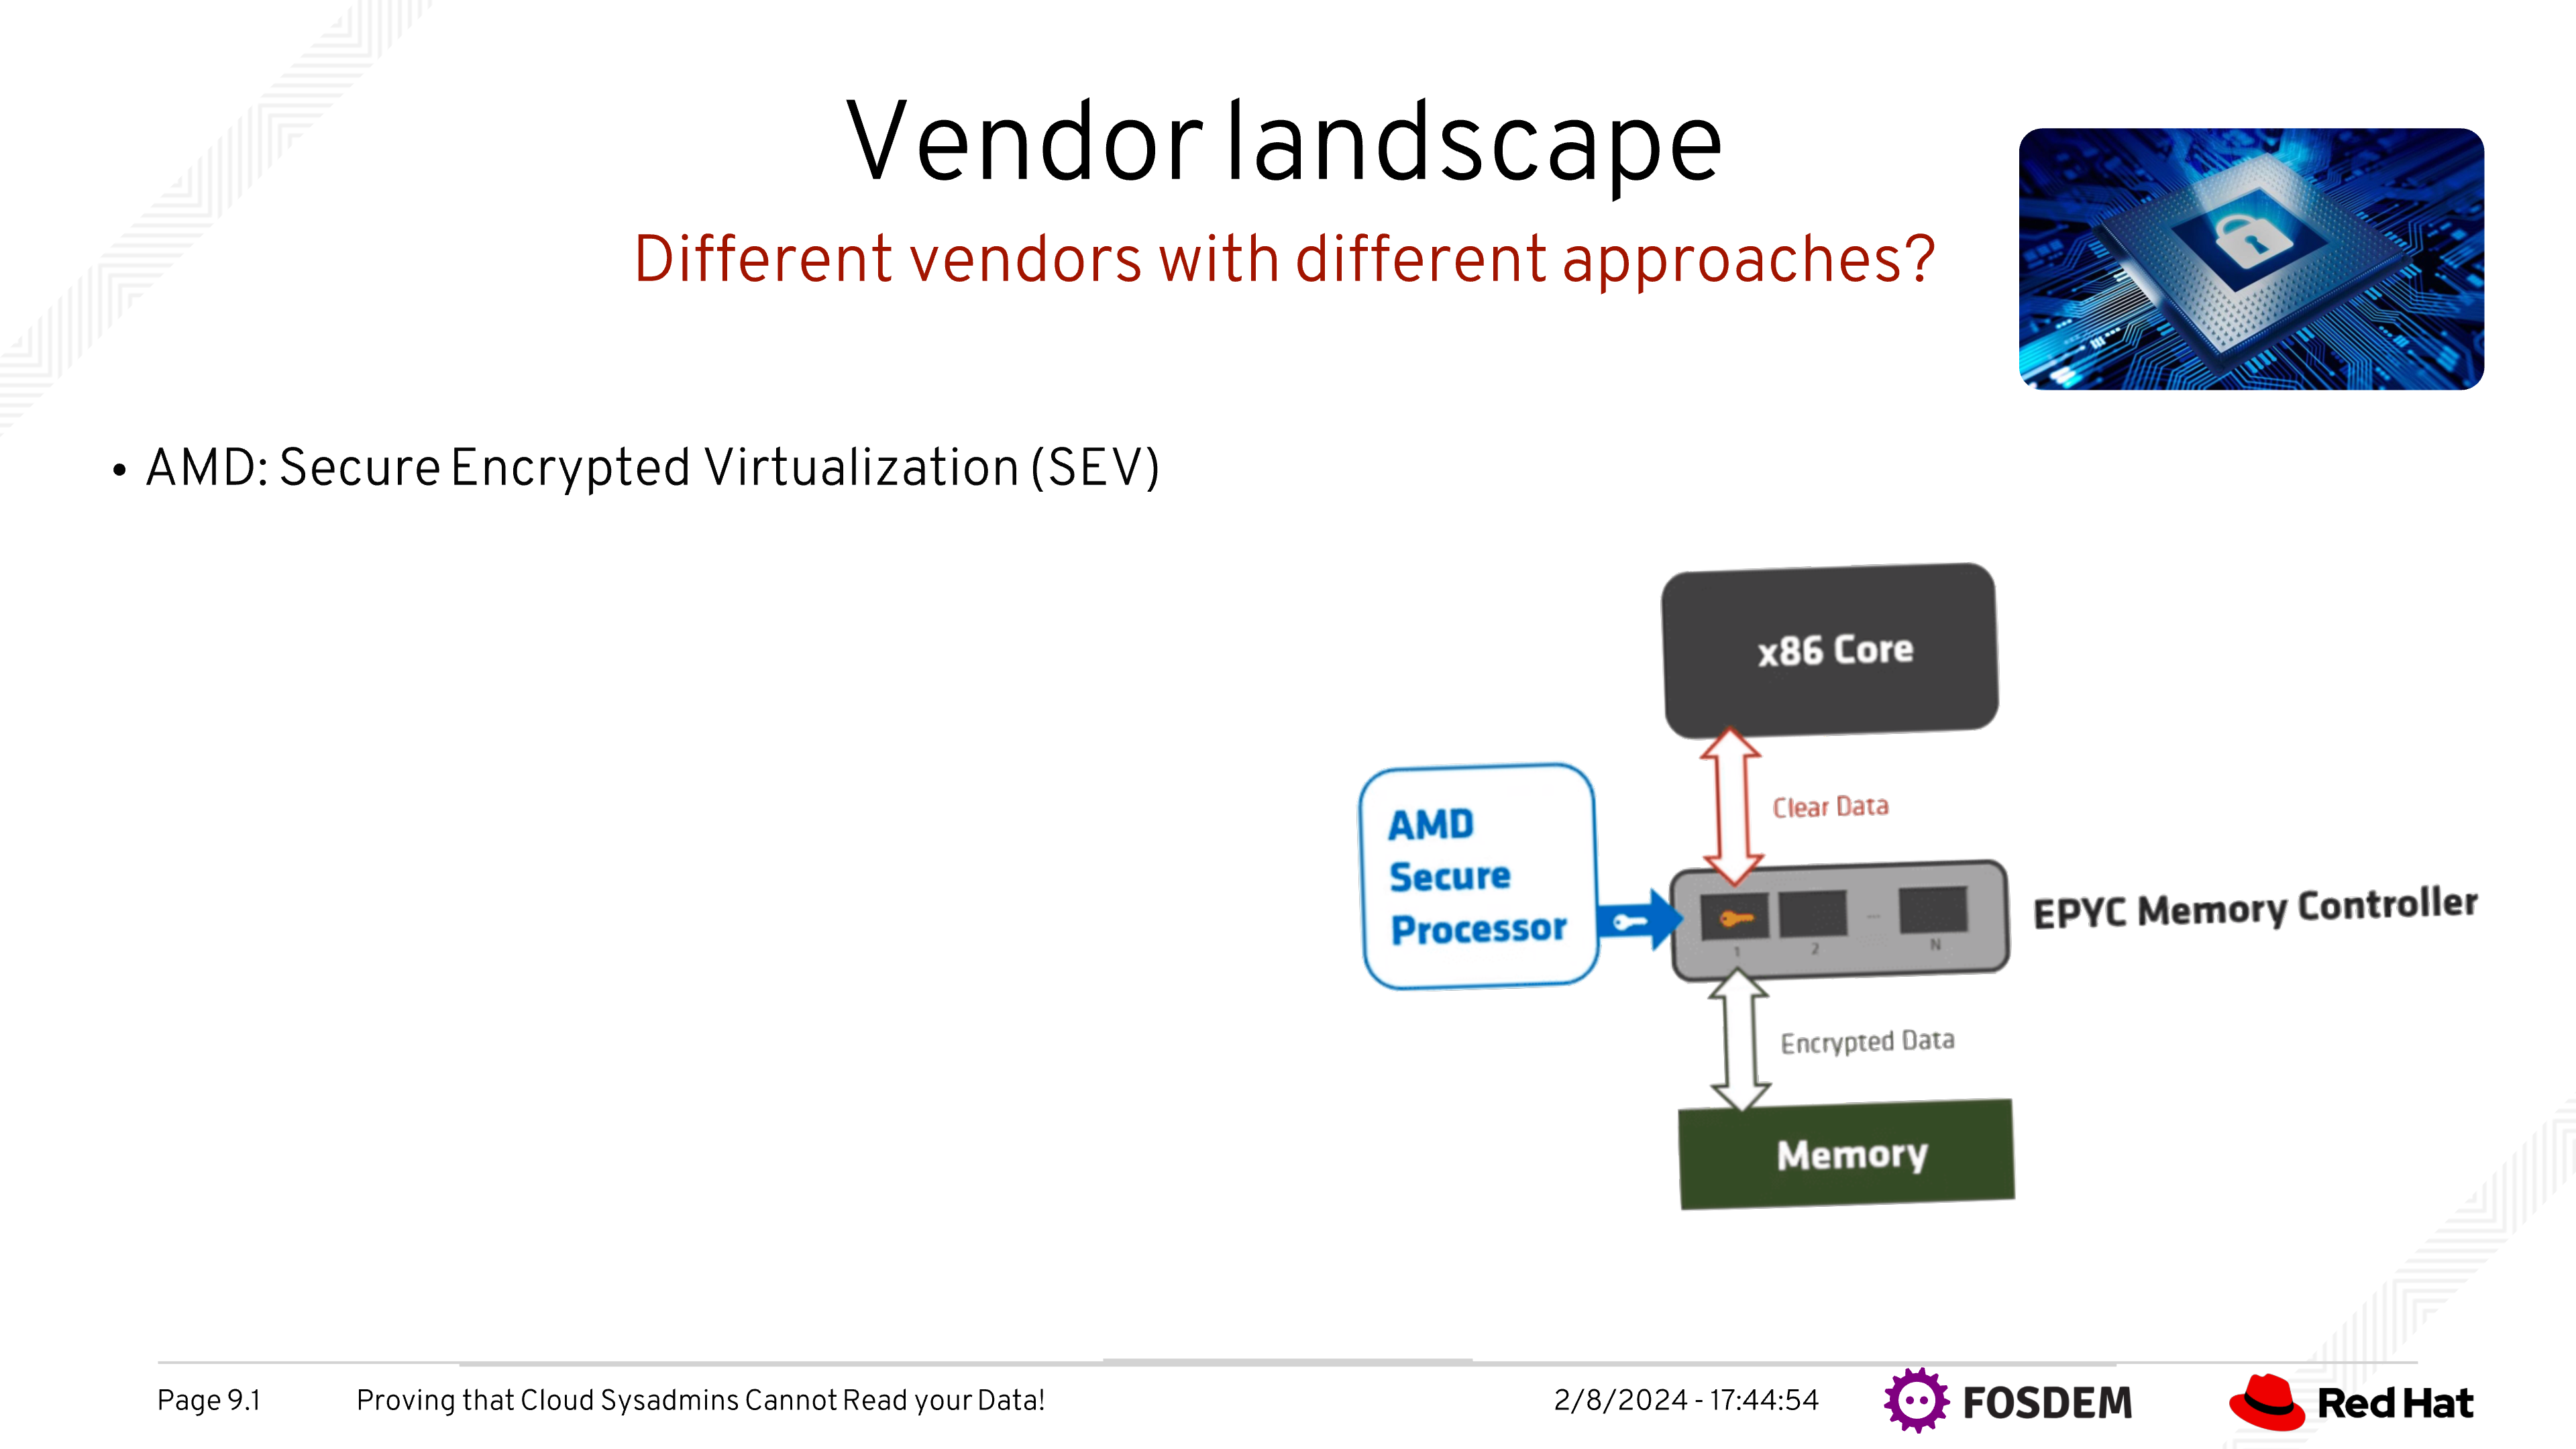 Vendor landscape
Different vendors with different approaches?
• AMD: Secure Encrypted Virtualization (SEV)
x86 Core
Clear Data
AMD
Secure
Processor
1 2 ... N
EPYC Memory Controller
Encrypted Data
Memory
Page 9.1 Proving that Cloud Sysadmins Cannot Read your Data! 2/8/2024 - 17:44:54 FOSDEM Red Hat